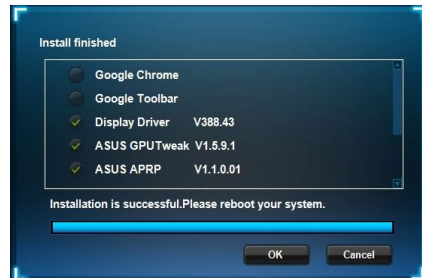 Install finished
Google Chrome
Google Toolbar
Display Driver V388.43
ASUS GPUTweak V1.5.9.1
ASUS APRP V1.1.0.01
Installation is successful.Please reboot your system.
OK Cancel